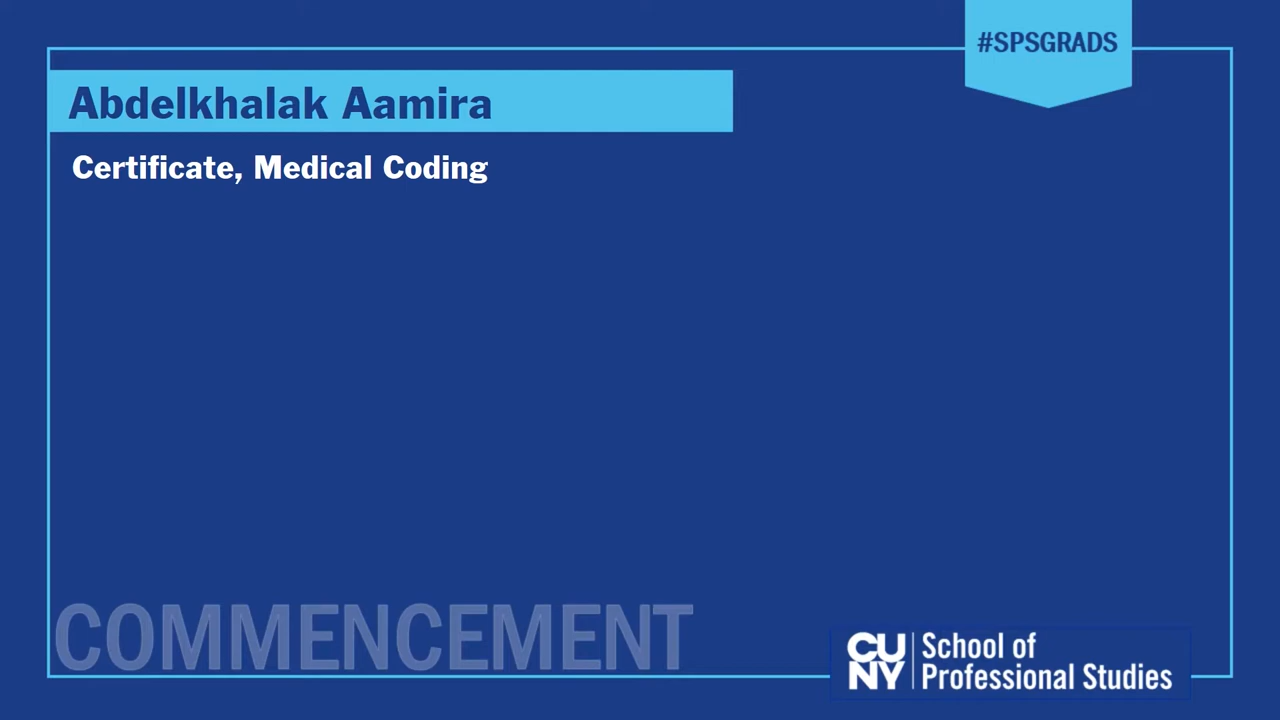 #SPSGRADS
Abdelkhalak Aamira
Certificate, Medical Coding
COMMENCEMENT
CUNY
School of
Professional Studies